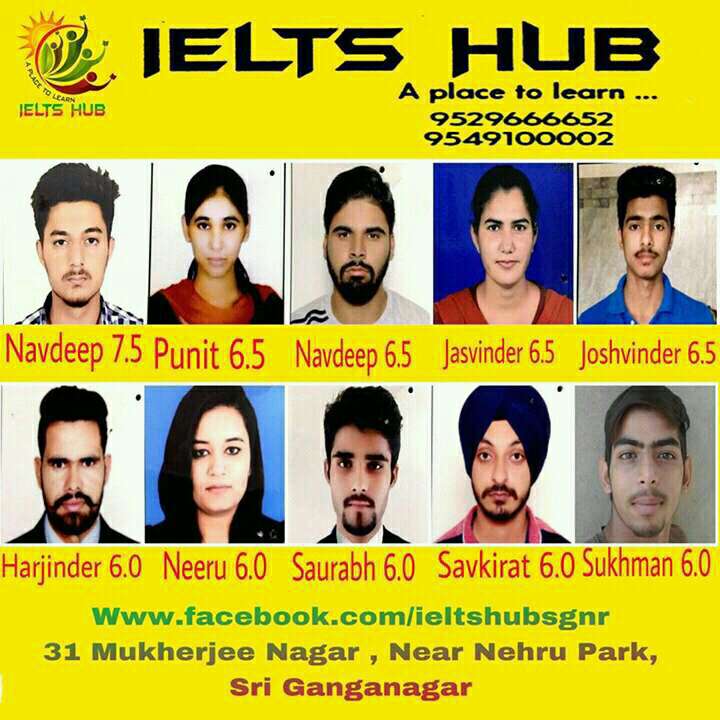 IELTS HUB
A PLACE TO LEARN
IELTS HUB
A place to learn ...
9529666652
9549100002
Navdeep 7.5 Punit 6.5 Navdeep 6.5 Jasvinder 6.5 Joshvinder 6.5
Harjinder 6.0 Neeru 6.0 Saurabh 6.0 Savkirat 6.0 Sukhman 6.0
Www.facebook.com/ieltshubsgnr
31 Mukherjee Nagar , Near Nehru Park,
Sri Ganganagar